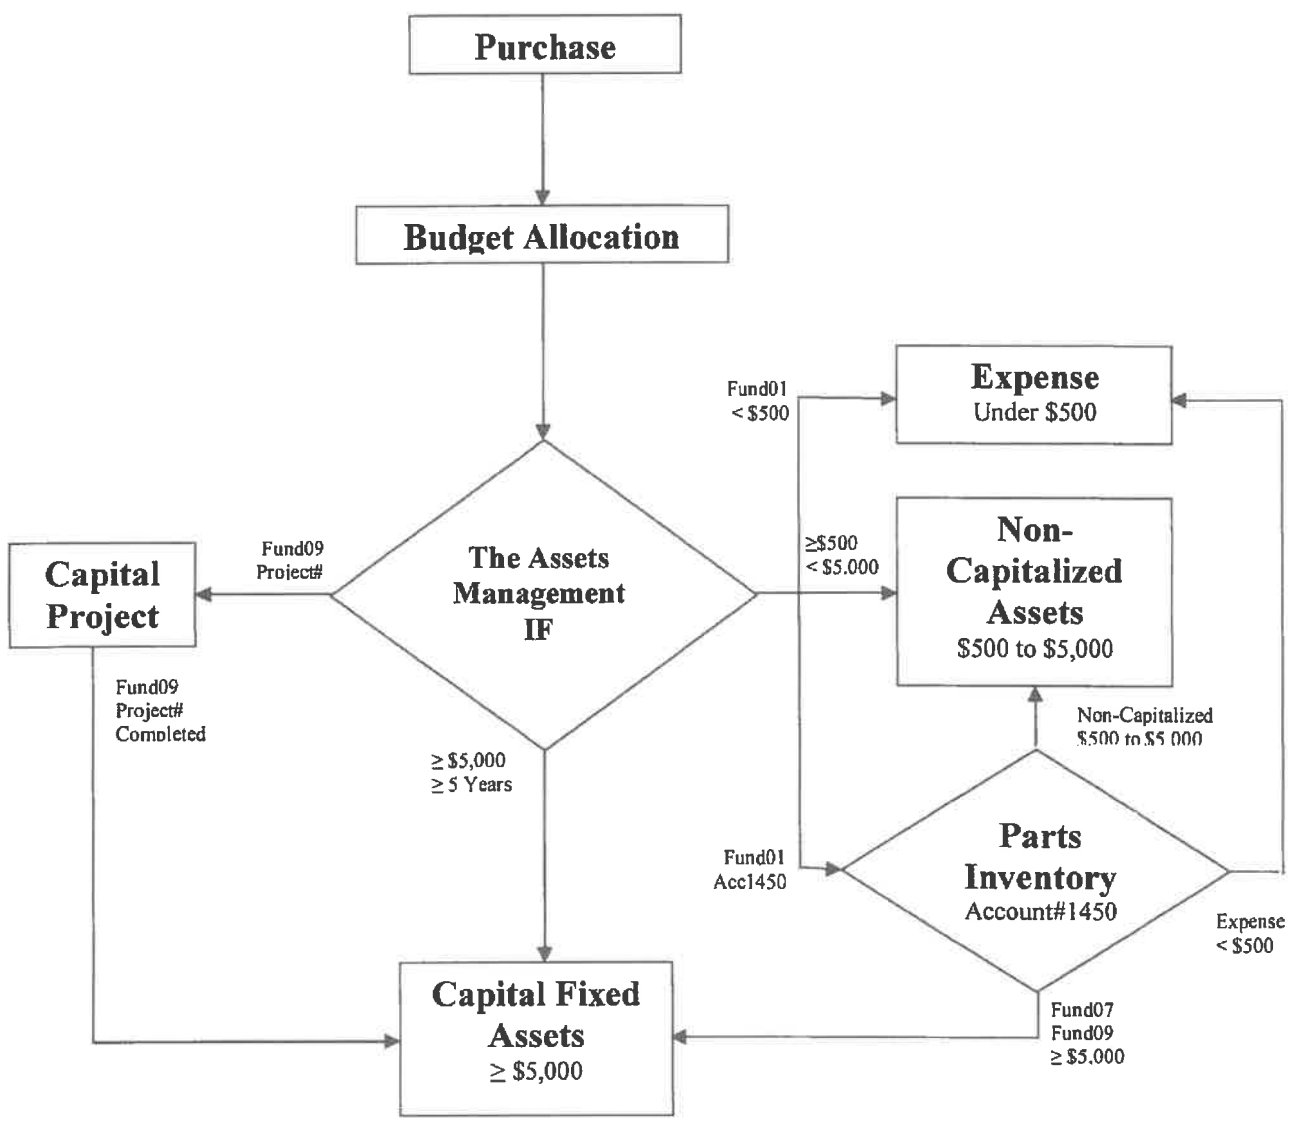 Purchase
Budget Allocation
Fund01
< $500
Expense
Under $500
Fund09
Project#
Capital
Project
The Assets
Management
IF
≥$500
< $5.000
Non-
Capitalized
Assets
$500 to $5,000
Fund09
Project#
Completed
≥ $5,000
≥ 5 Years
Non-Capitalized
$500 to $5 000
Fund01
Acc1450
Parts
Inventory
Account#1450
Expense
< $500
Capital Fixed
Assets
≥ $5,000
Fund07
Fund09
≥ $5.000